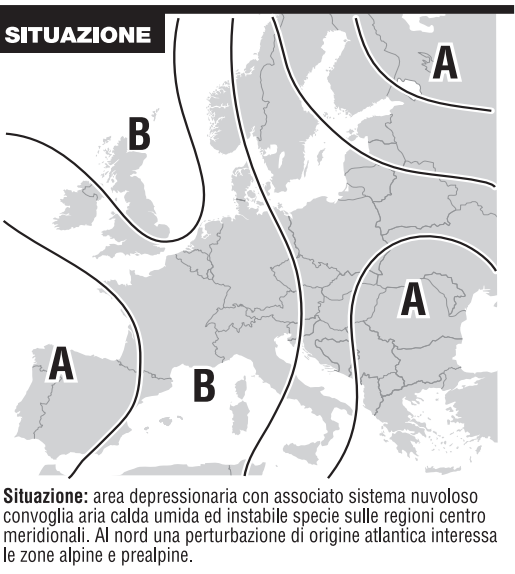 SITUAZIONE
A
B
A
A
B
Situazione: area depressionaria con associato sistema nuvoloso
convoglia aria calda umida ed instabile specie sulle regioni centro
meridionali. Al nord una perturbazione di origine atlantica interessa
le zone alpine e prealpine.